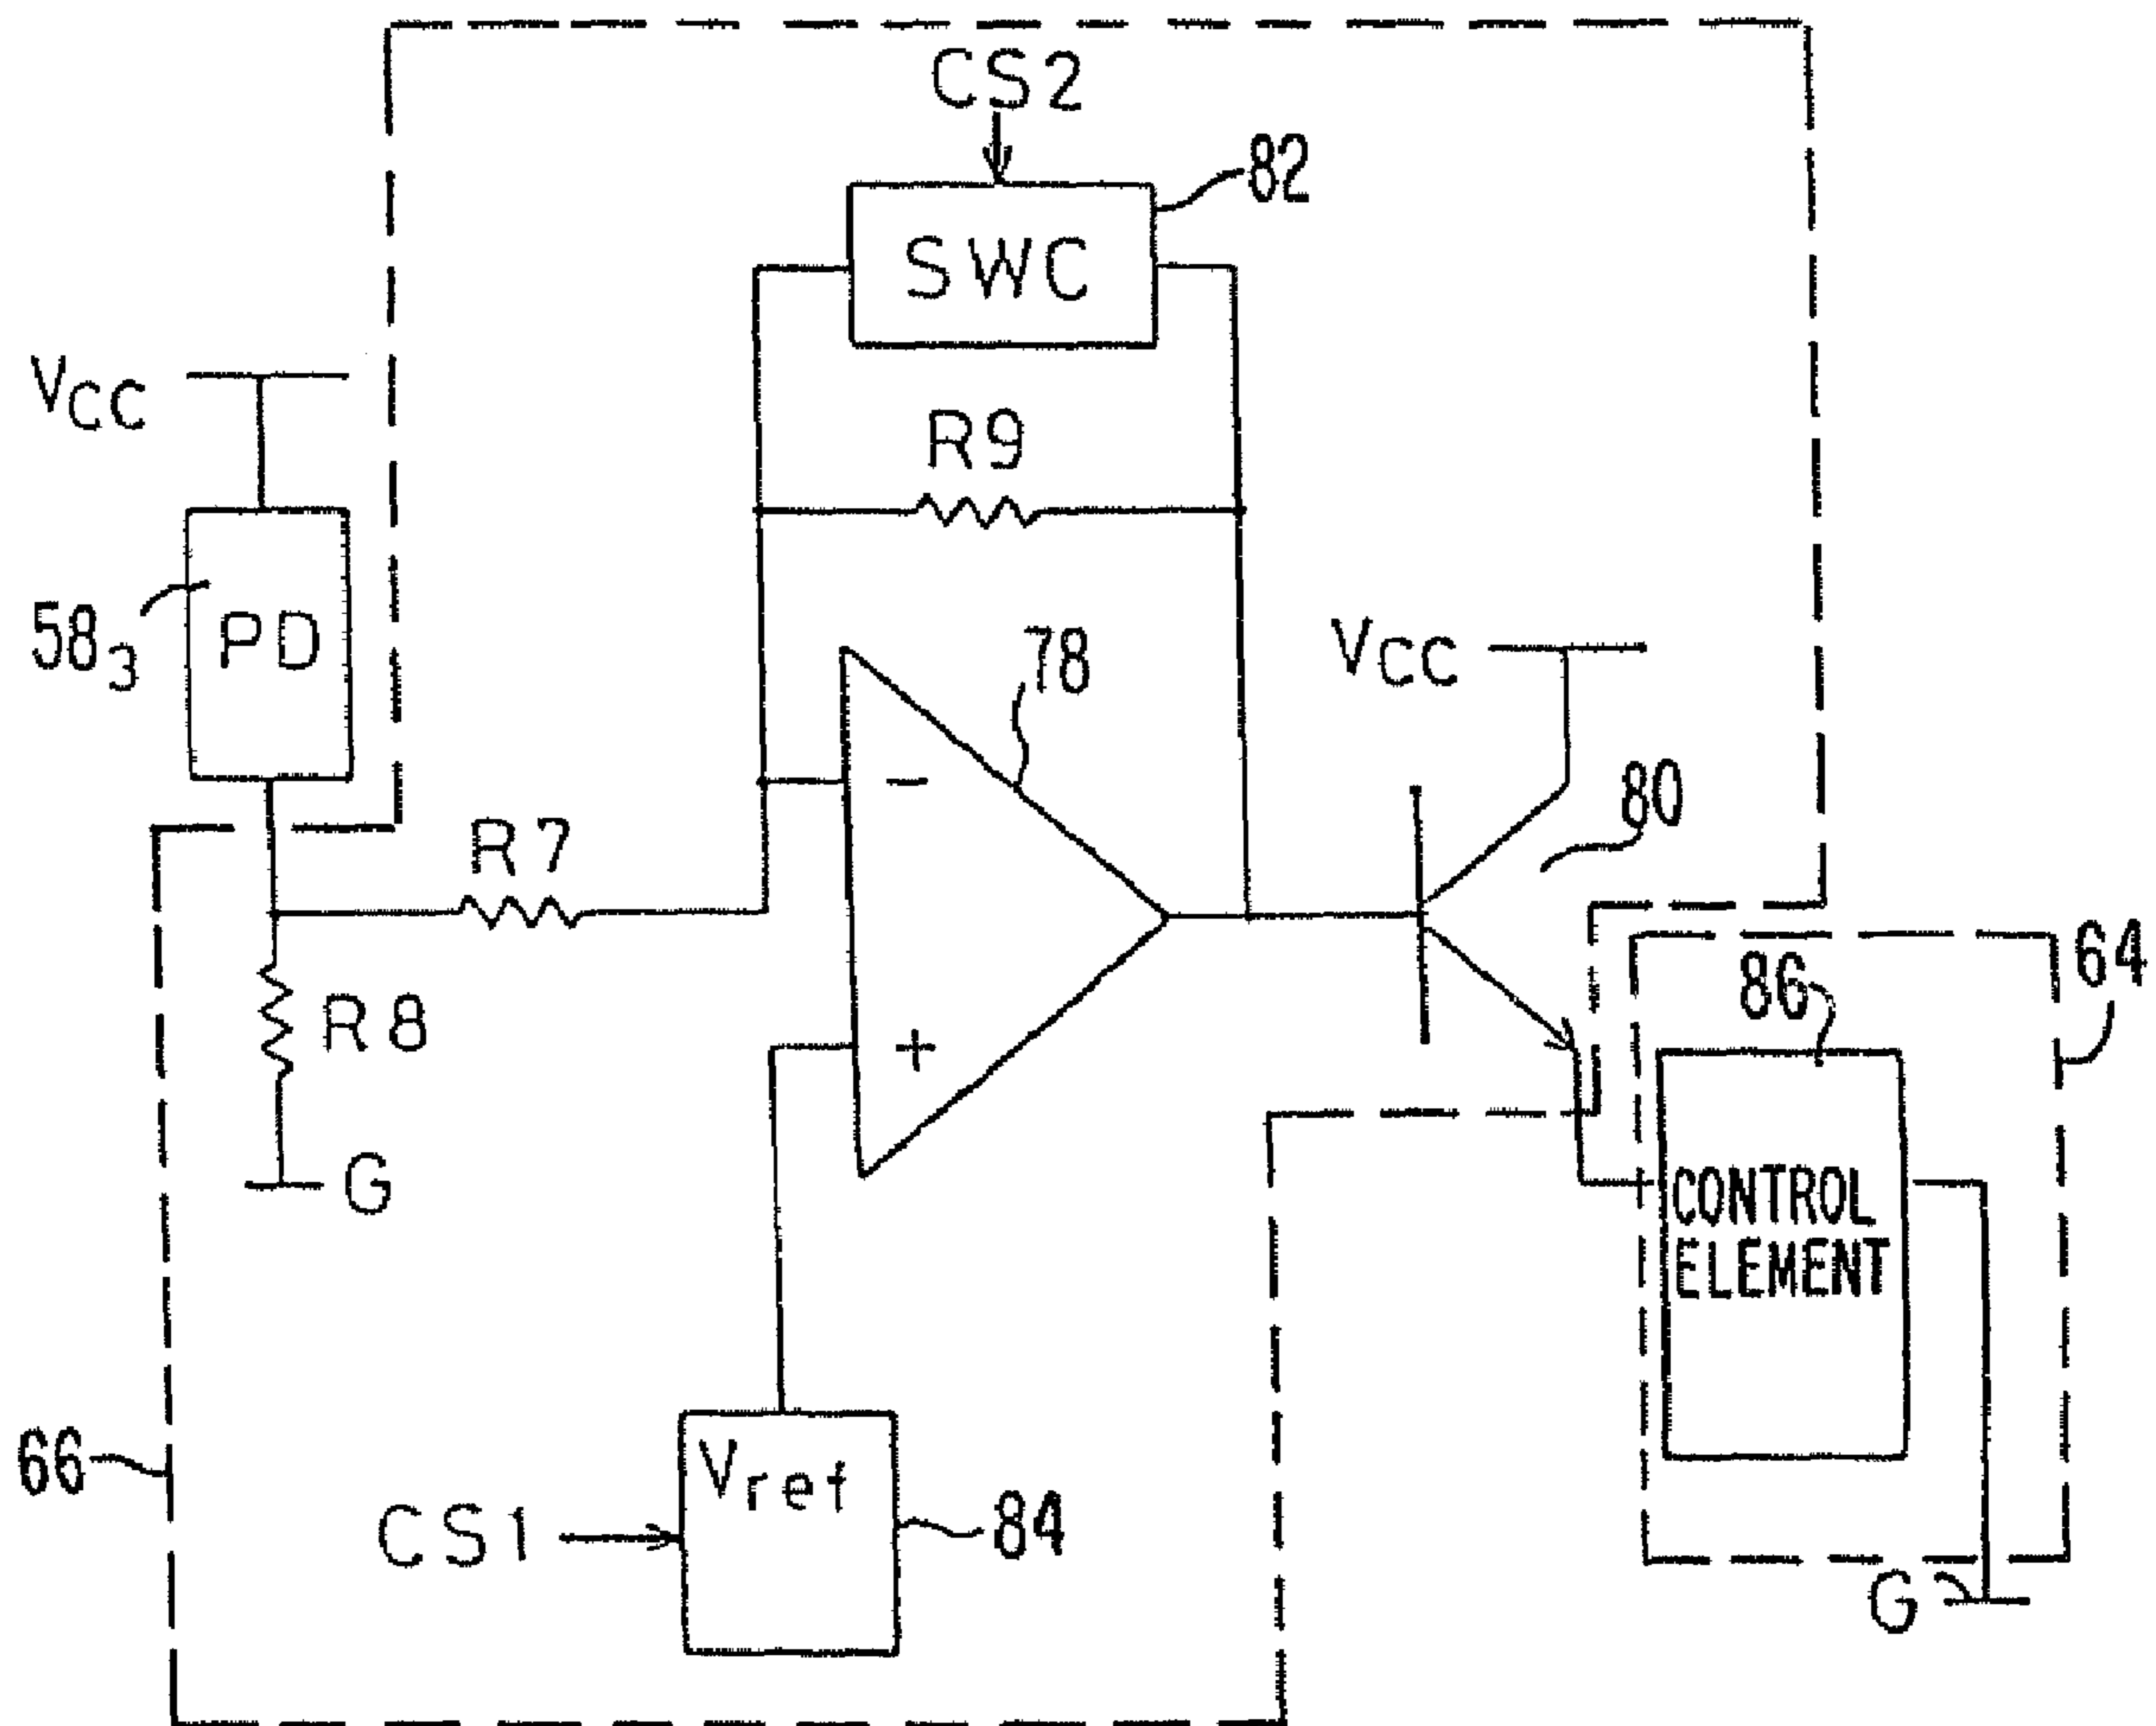 CS2
82
SWC
VCC
R9
583
PD
78
VCC
-
80
R7
64
86
R8
+
G
CONTROL
ELEMENT
66
Vref
CS1
84
G